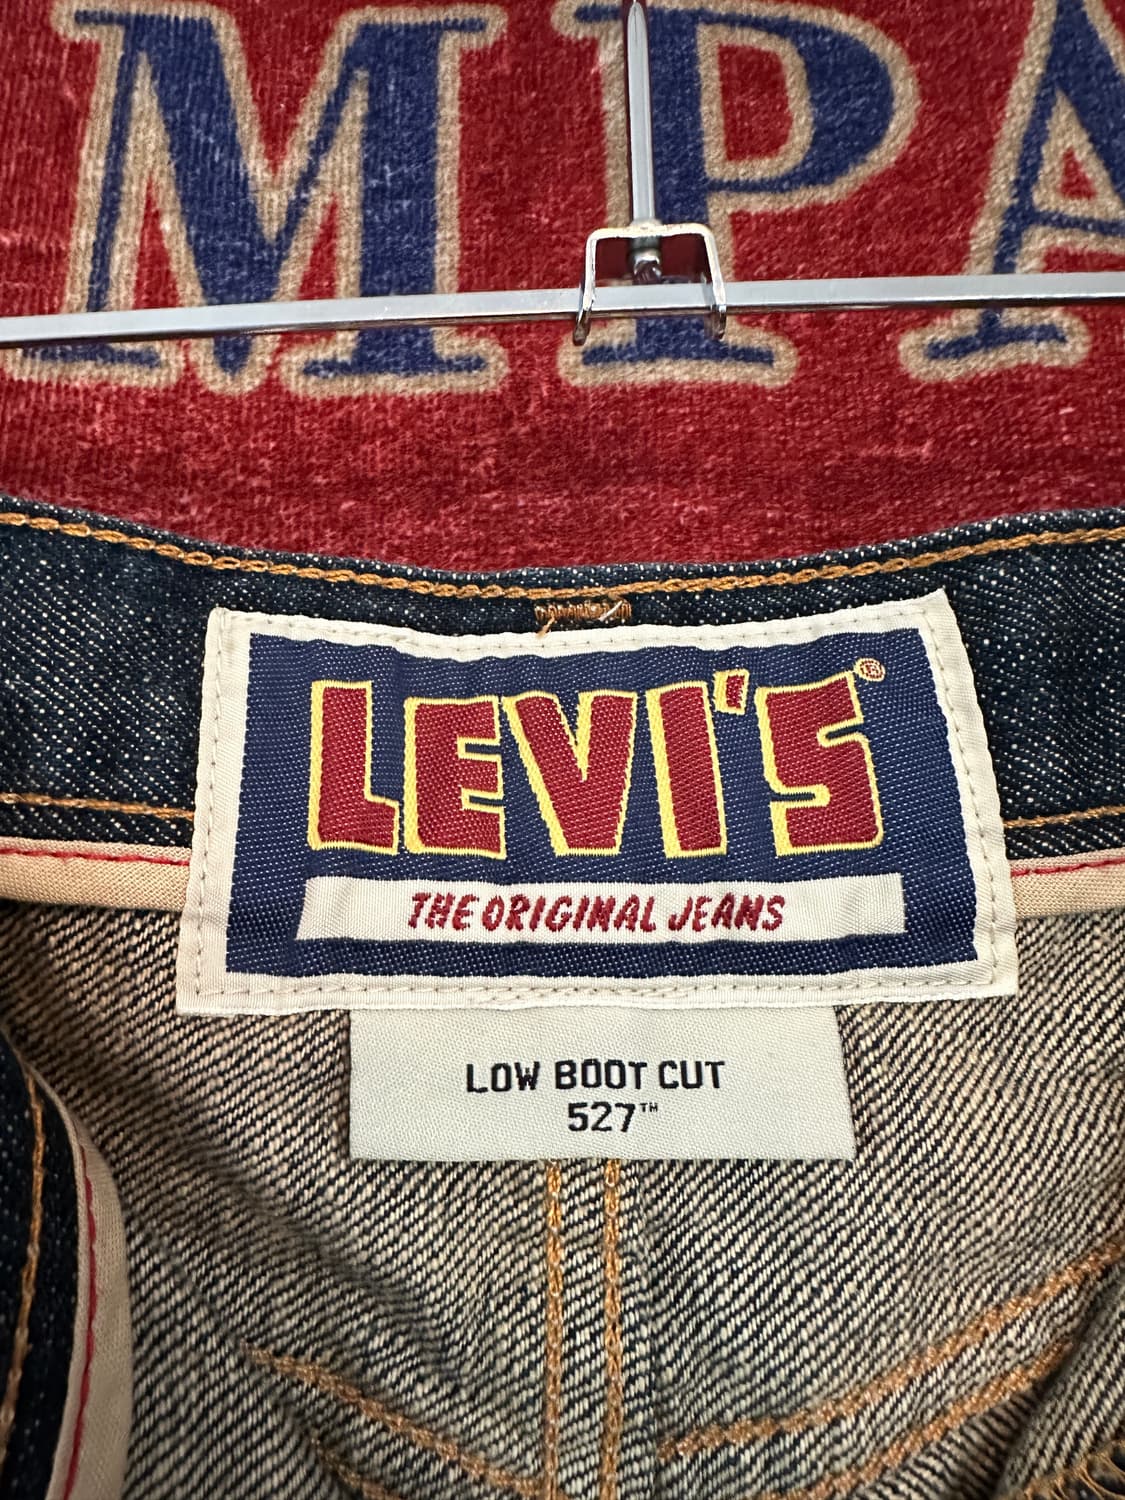 MPA
LEVI'S®
THE ORIGINAL JEANS
LOW BOOT CUT
527™